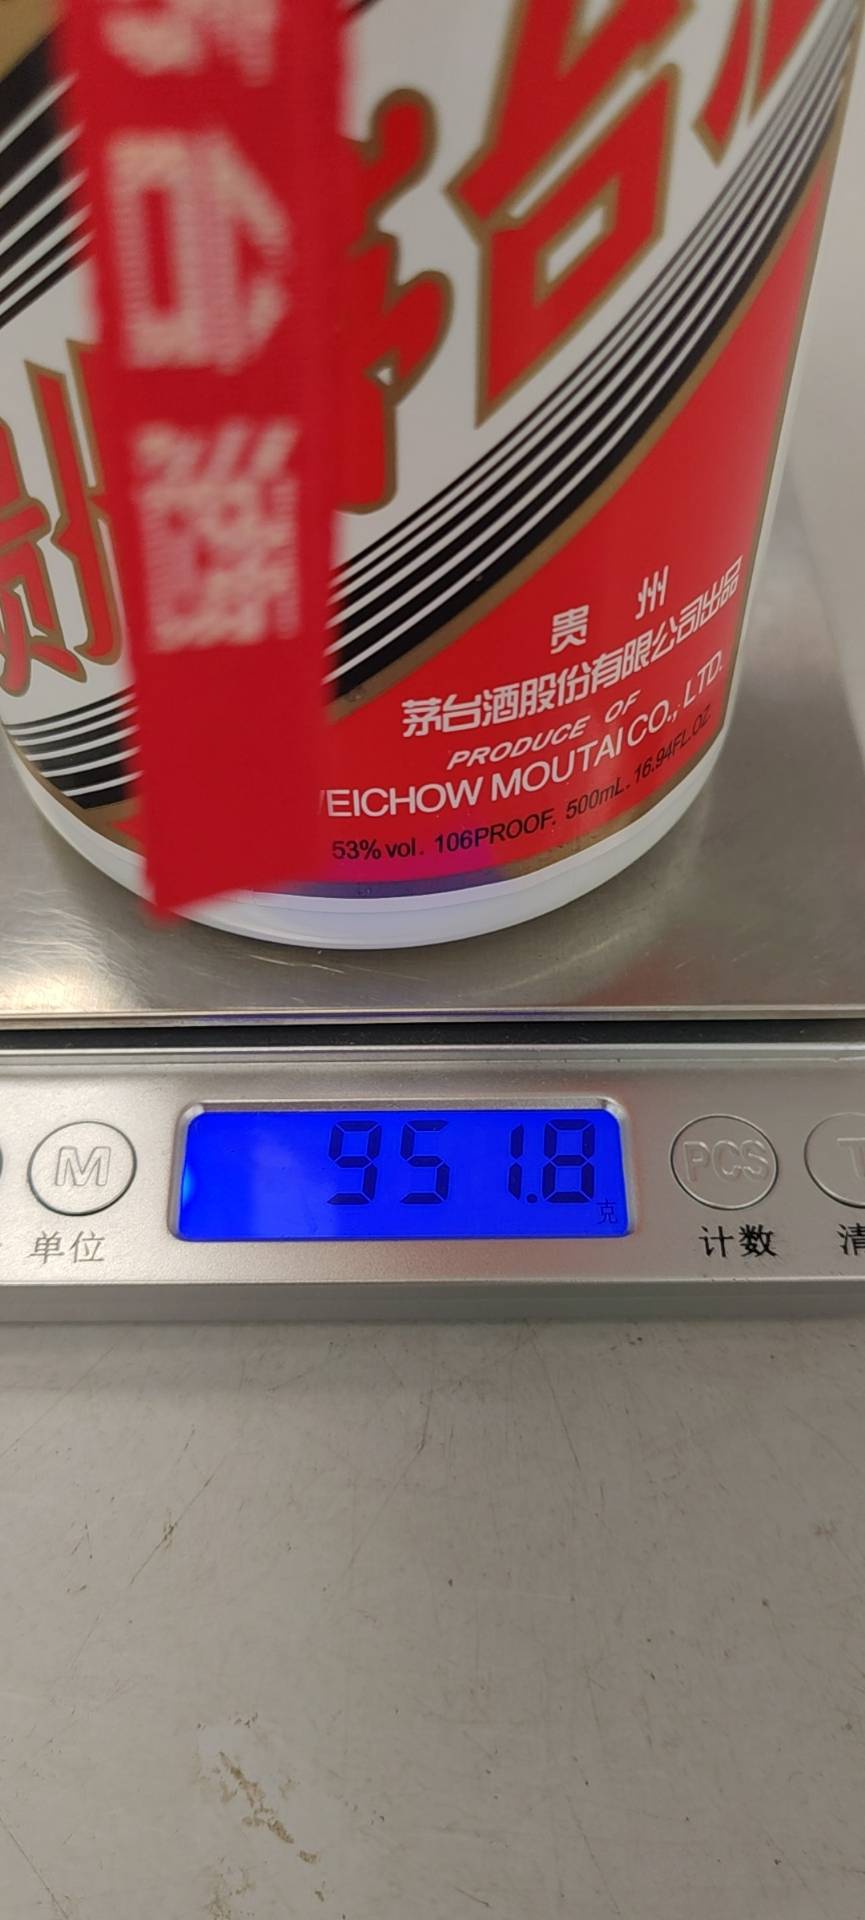 贵州
茅台酒股份有限公司出品
PRODUCE OF
EICHOW MOUTAI CO., LTD.
53% vol. 106PROOF. 500mL. 16.94FL.OZ
951.8
克
M
PCS
单位
计数
清